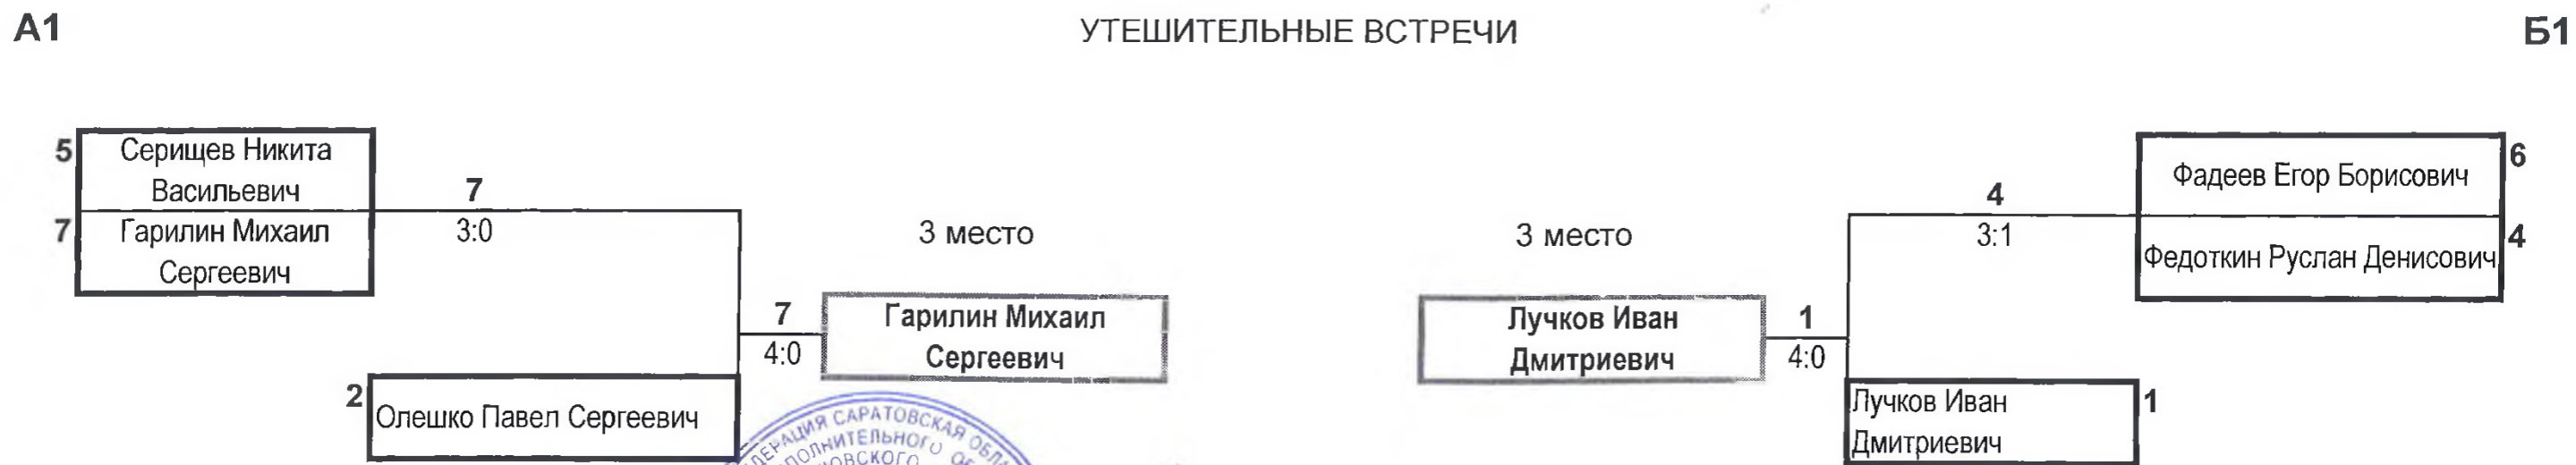 А1
УТЕШИТЕЛЬНЫЕ ВСТРЕЧИ
Б1
5
Серищев Никита
Васильевич
7
Гарилин Михаил
Сергеевич
7
3:0
2
Олешко Павел Сергеевич
7
4:0
3 место
Гарилин Михаил
Сергеевич
3 место
Лучков Иван
Дмитриевич
1
4:0
4
3:1
6
Фадеев Егор Борисович
4
Федоткин Руслан Денисович
1
Лучков Иван
Дмитриевич
САРАТОВСКАЯ